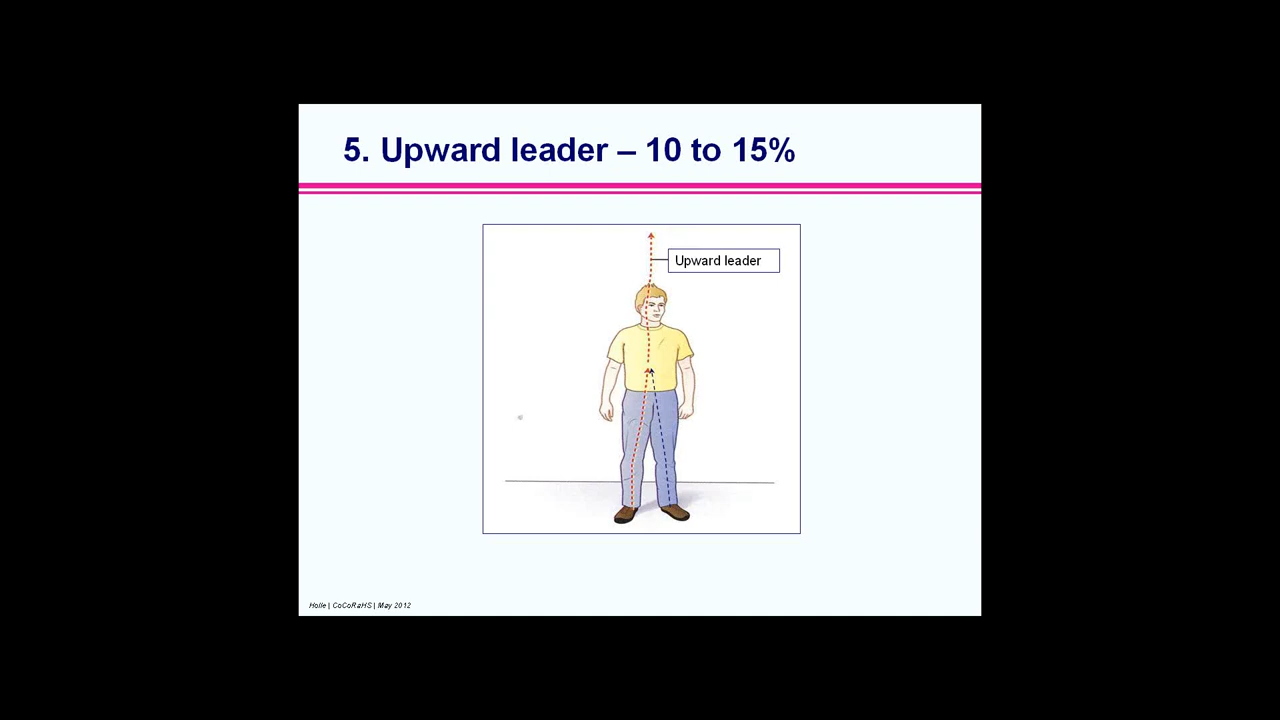 5. Upward leader – 10 to 15%
Upward leader
Holle | CoCoRaHS | May 2012